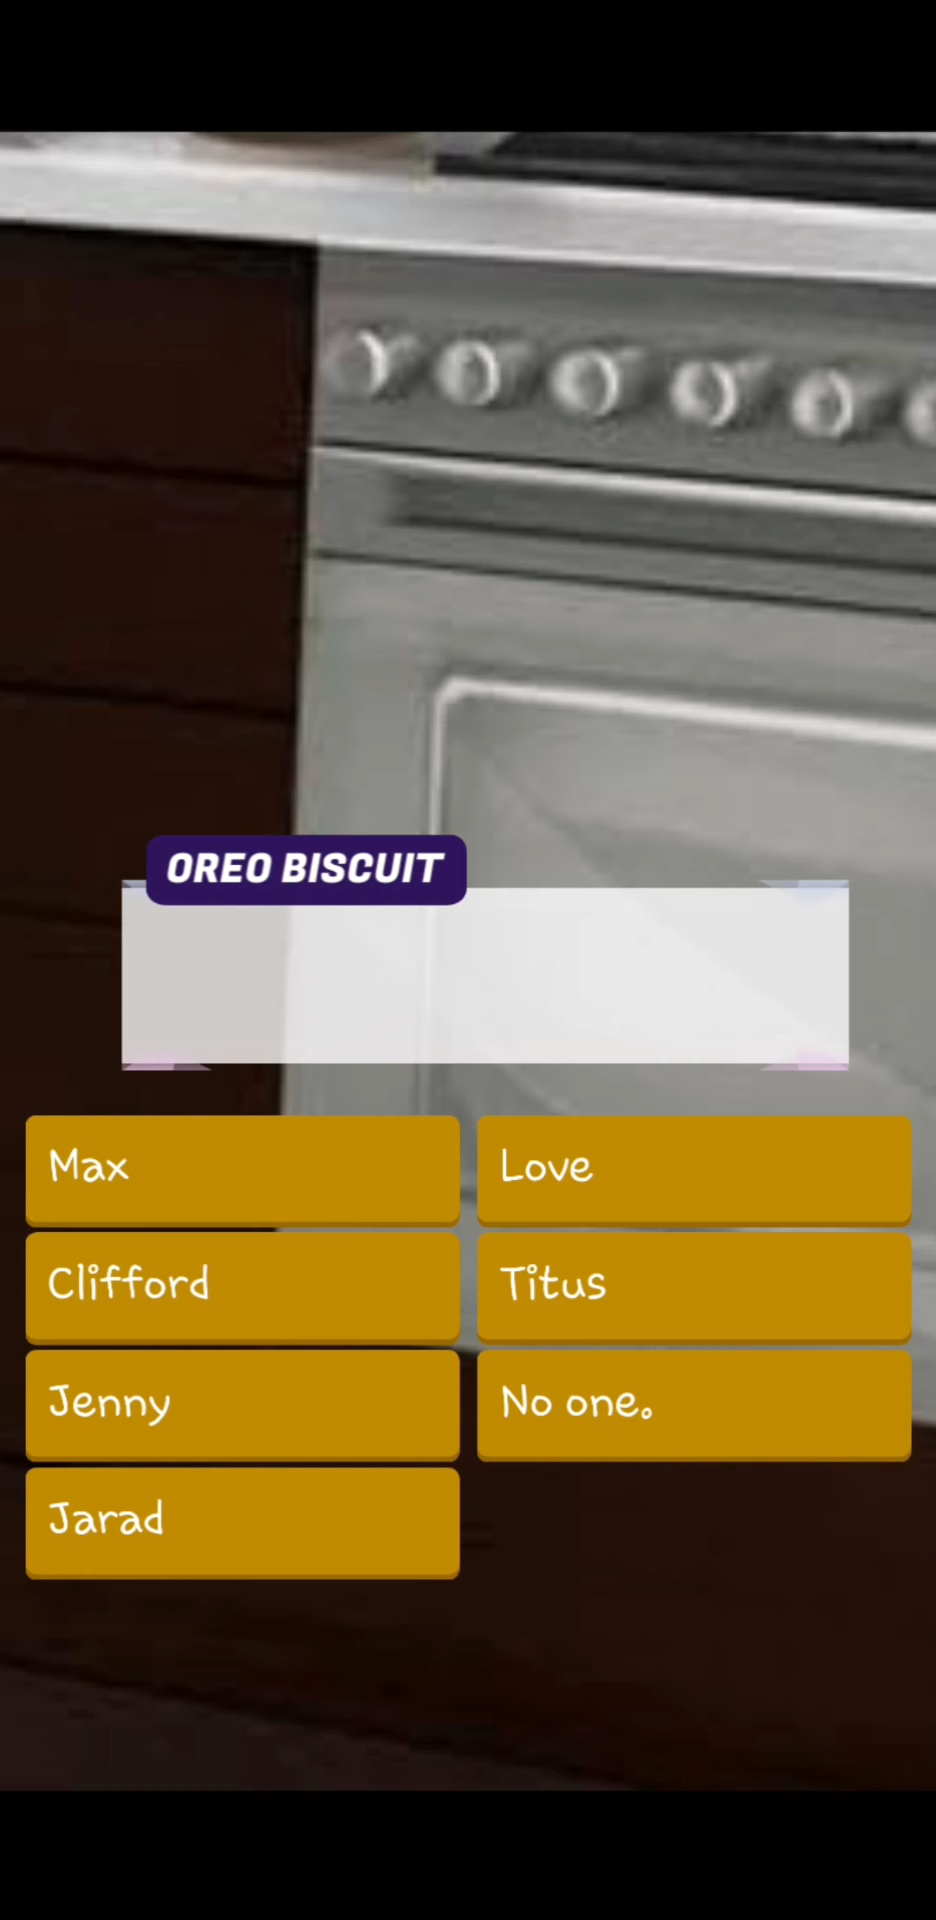 OREO BISCUIT
Max
Love
Clifford
Titus
Jenny
No one.
Jarad